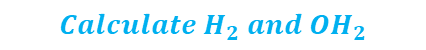 Calculate H₂ and OH₂